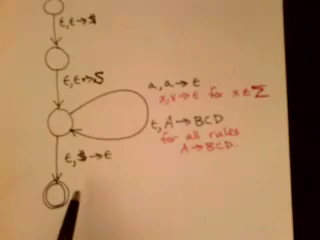 ε,ε→$
ε,ε→S
a, a→ε
x,x→ε for x∈Σ
ε, A→BCD
for all rules
A→BCD.
ε,$→ε